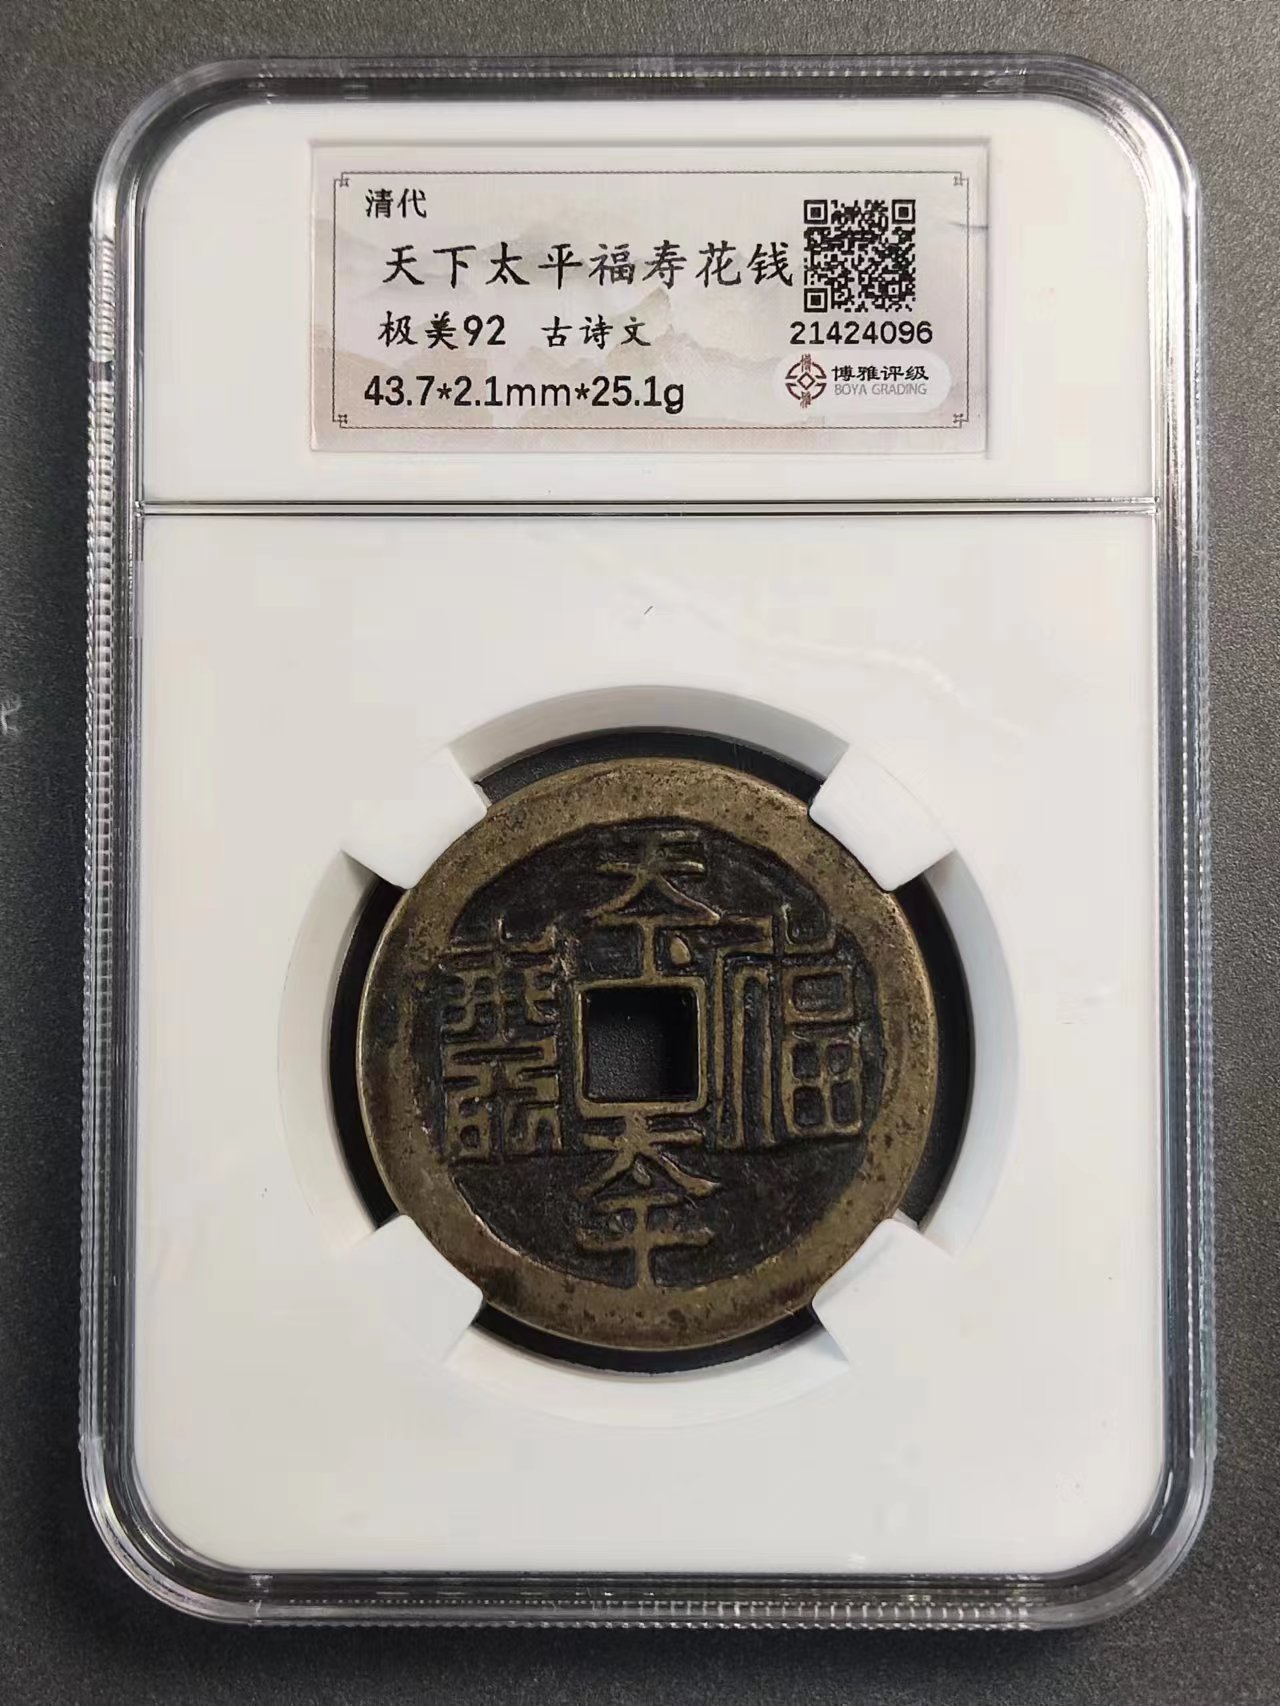 清代
天下太平福寿花钱
极美92 古诗文
43.7*2.1mm*25.1g
21424096
博雅评级
BOYA GRADING
天下
太平
福
壽